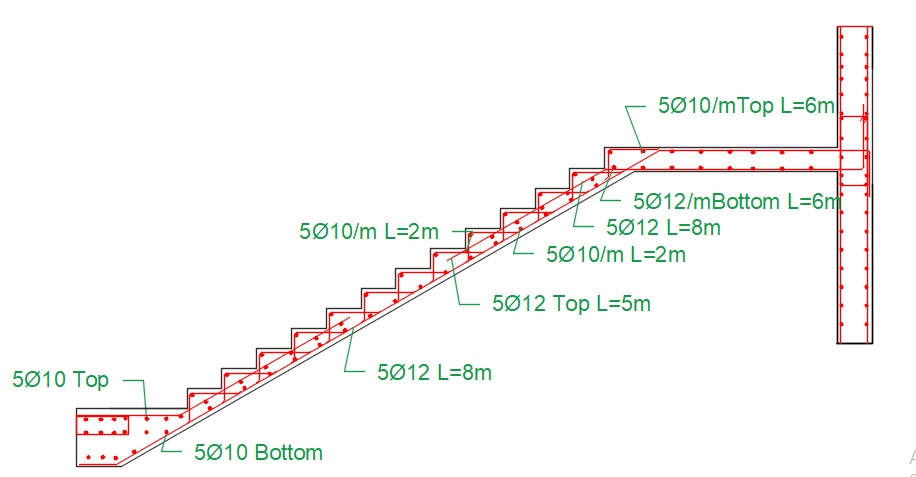 5Ø10/mTop L=6m
5Ø12/mBottom L=6m
5Ø10/m L=2m
5Ø12 L=8m
5Ø10/m L=2m
5Ø12 Top L=5m
5Ø12 L=8m
5Ø10 Top
5Ø10 Bottom